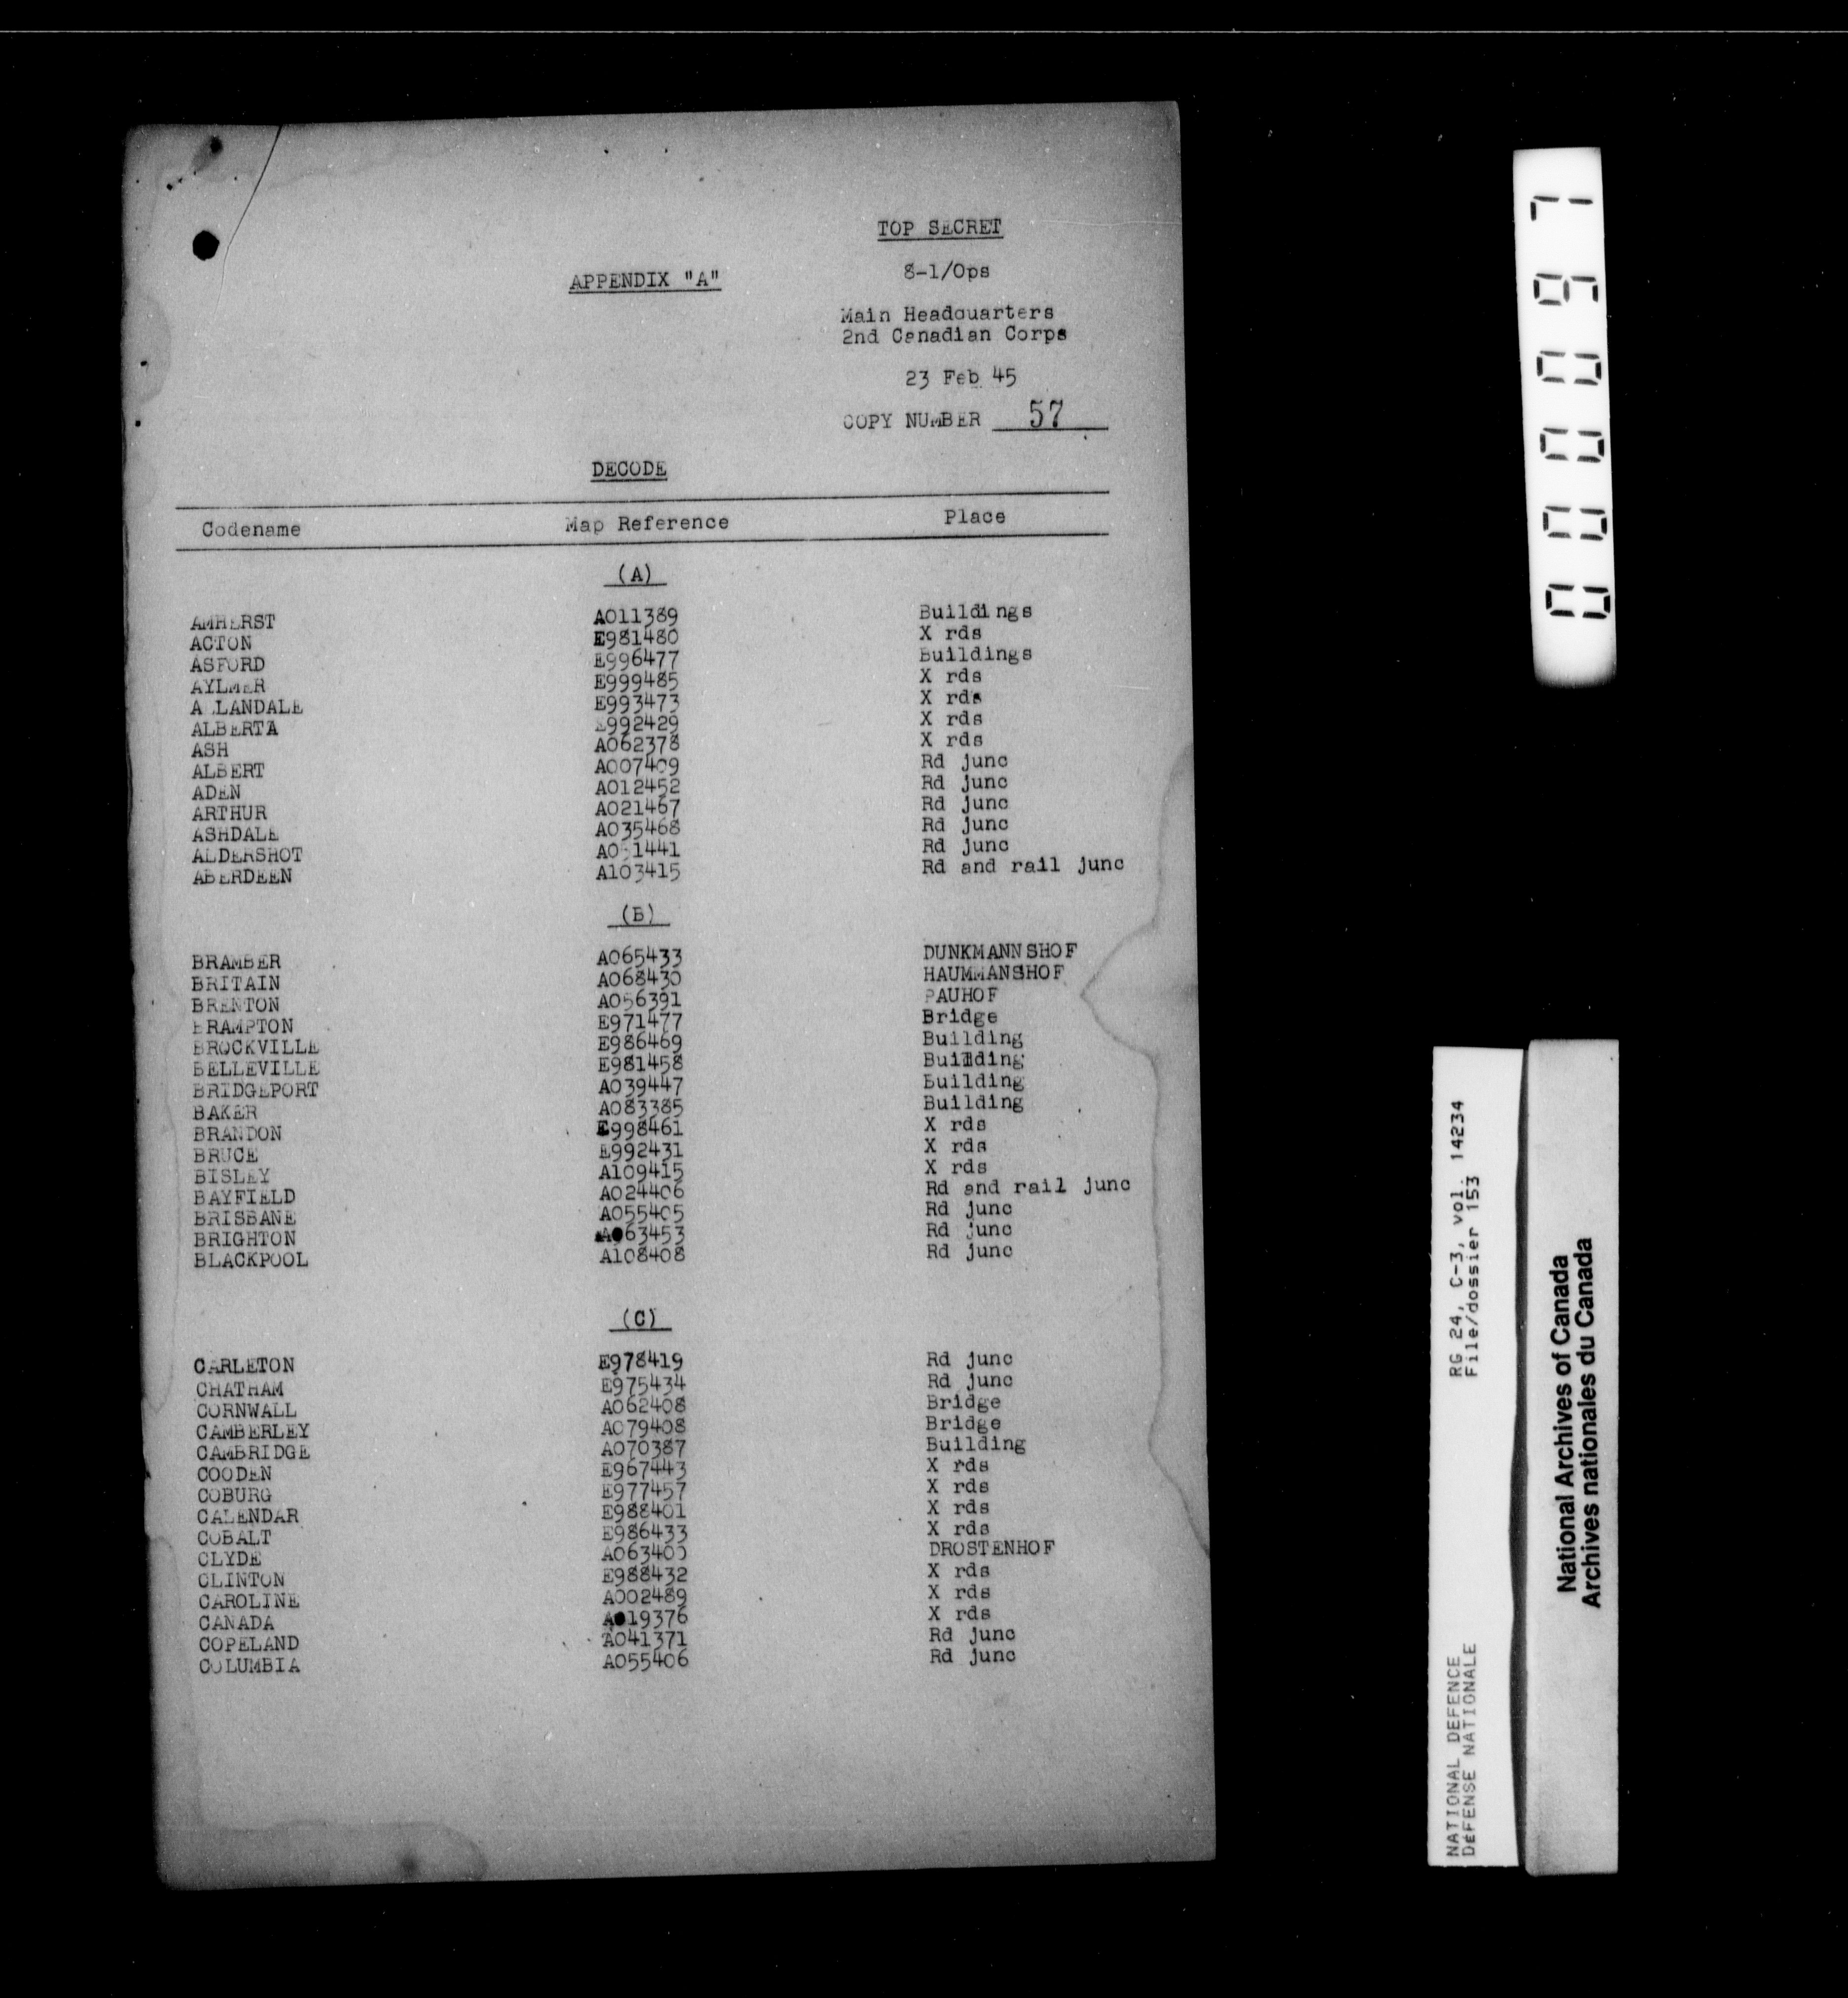 TOP SECRET
APPENDIX "A"
8-1/Ops
Main Headquarters
2nd Canadian Corps
23 Feb 45
COPY NUMBER 57
DECODE
Codename Map Reference Place
(A)
AMHERST A011389 Buildings
ACTON E981480 X rds
ASFORD E996477 Buildings
AYLMER E999485 X rds
A LANDALE E993473 X rds
ALBERTA E992429 X rds
ASH A062378 X rds
ALBERT A007409 Rd junc
ADEN A012452 Rd junc
ARTHUR A021467 Rd junc
ASHDALE A035468 Rd junc
ALDERSHOT Rd junc
ABERDEEN A103415 Rd and rail junc
(B)
BRAMBER A065433 DUNKMANNSHOF
BRITAIN A068430 HAUMMANSHOF
BRENTON A056391 PAUHOF
BRAMPTON E971477 Bridge
BROCKVILLE E986469 Building
BELLEVILLE E981458 Building
BRIDGEPORT A039447 Building
BAKER A083385 Building
BRANDON E998461 X rds
BRUCE E992431 X rds
BISLEY A109415 X rds
BAYFIELD A024406 Rd and rail junc
BRISBANE A055405 Rd junc
BRIGHTON A063453 Rd junc
BLACKPOOL A108408 Rd junc
(C)
CARLETON E978419 Rd junc
CHATHAM E975434 Rd junc
CORNWALL A062408 Bridge
CAMBERLEY A079408 Bridge
CAMBRIDGE A070387 Building
COODEN E967443 X rds
COBURG E977457 X rds
CALENDAR E988401 X rds
COBALT E986433 X rds
CLYDE A063400 DROSTENHOF
CLINTON E988432 X rds
CAROLINE A002489 X rds
CANADA A019376 X rds
COPELAND A041371 Rd junc
COLUMBIA A055406 Rd junc
000097
NATIONAL DEFENCE RG 24, C-3, vol. 14234
DÉFENSE NATIONALE File/dossier 153
National Archives of Canada
Archives nationales du Canada